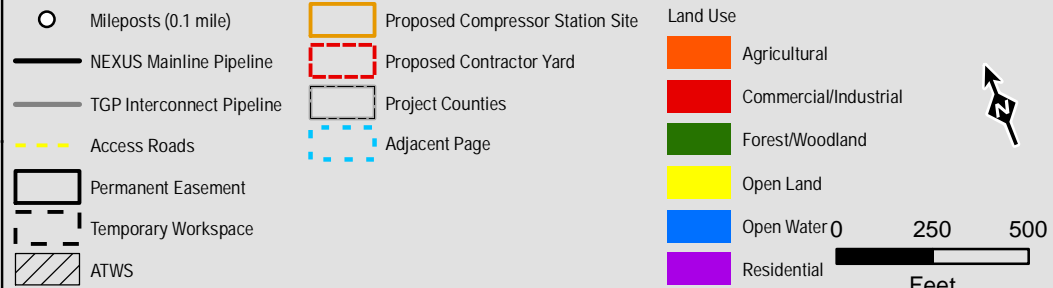 Mileposts (0.1 mile)
NEXUS Mainline Pipeline
TGP Interconnect Pipeline
Access Roads
Permanent Easement
Temporary Workspace
ATWS
Proposed Compressor Station Site
Proposed Contractor Yard
Project Counties
Adjacent Page
Land Use
Agricultural
Commercial/Industrial
Forest/Woodland
Open Land
Open Water
Residential
N
0 250 500
Feet